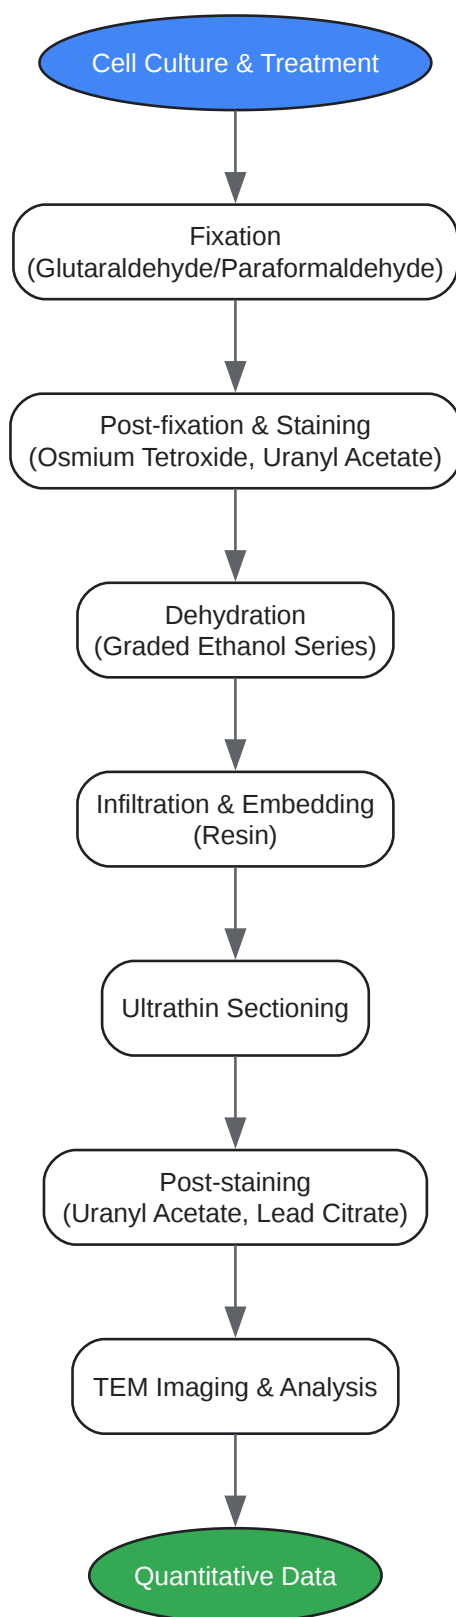 Cell Culture & Treatment
Fixation
(Glutaraldehyde/Paraformaldehyde)
Post-fixation & Staining
(Osmium Tetroxide, Uranyl Acetate)
Dehydration
(Graded Ethanol Series)
Infiltration & Embedding
(Resin)
Ultrathin Sectioning
Post-staining
(Uranyl Acetate, Lead Citrate)
TEM Imaging & Analysis
Quantitative Data